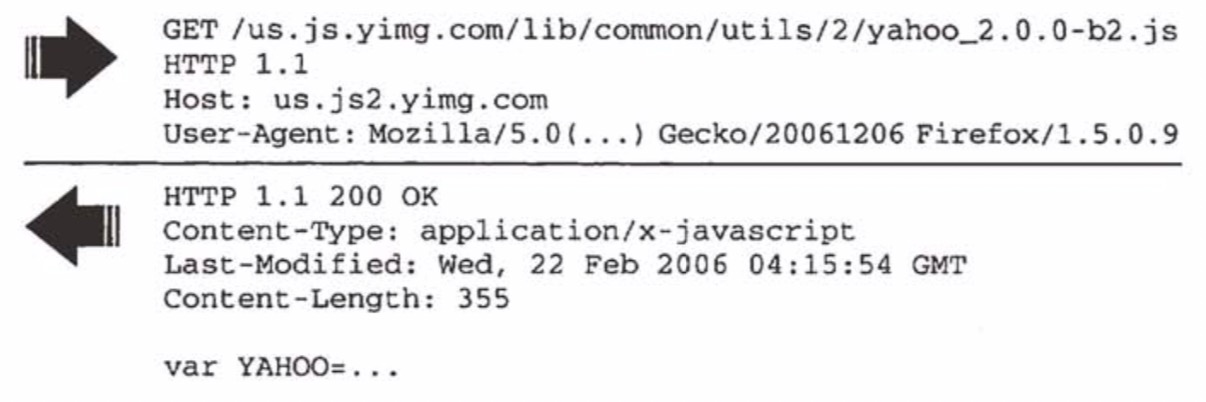 GET /us.js.yimg.com/lib/common/utils/2/yahoo_2.0.0-b2.js
HTTP 1.1
Host: us.js2.yimg.com
User-Agent: Mozilla/5.0(...) Gecko/20061206 Firefox/1.5.0.9
HTTP 1.1 200 OK
Content-Type: application/x-javascript
Last-Modified: Wed, 22 Feb 2006 04:15:54 GMT
Content-Length: 355
var YAHOO=...